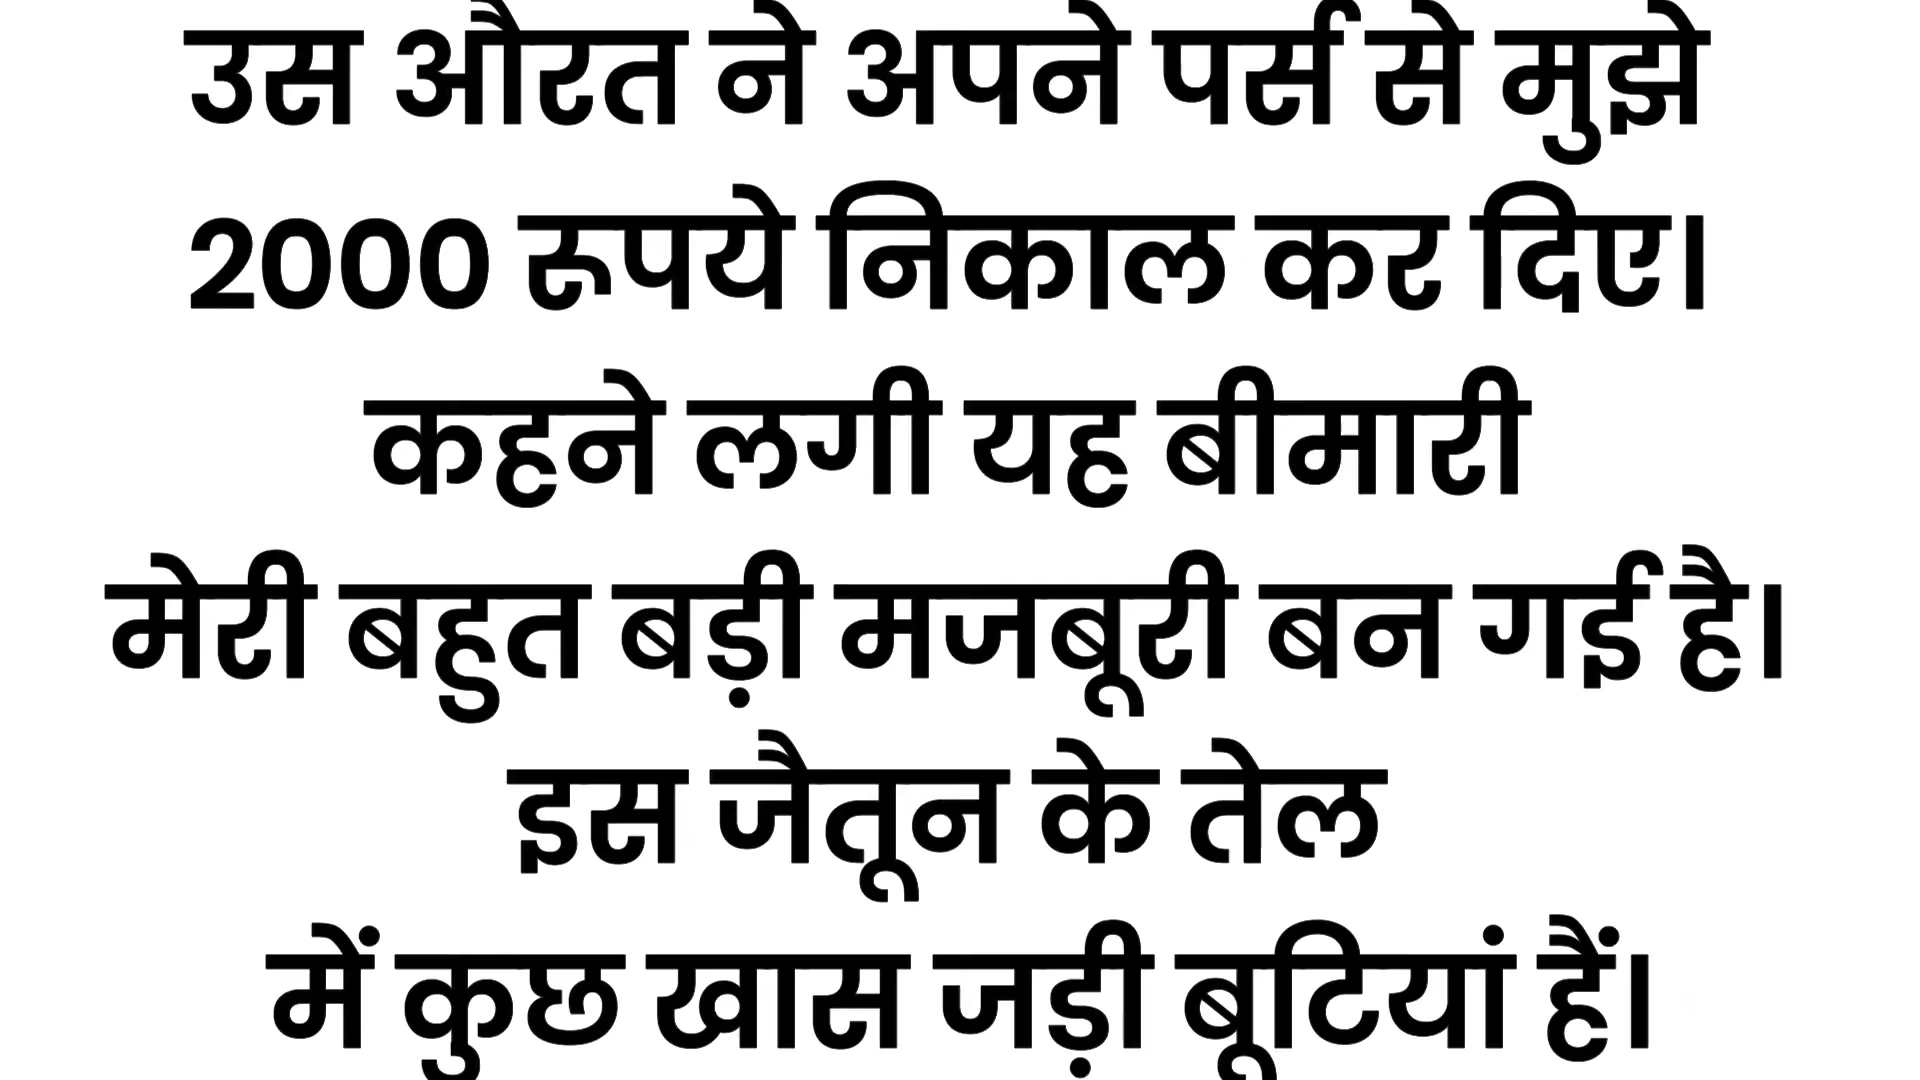 उस औरत ने अपने पर्स से मुझे
2000 रूपये निकाल कर दिए।
कहने लगी यह बीमारी
मेरी बहुत बड़ी मजबूरी बन गई है।
इस जैतून के तेल
में कुछ खास जड़ी बूटियां हैं।